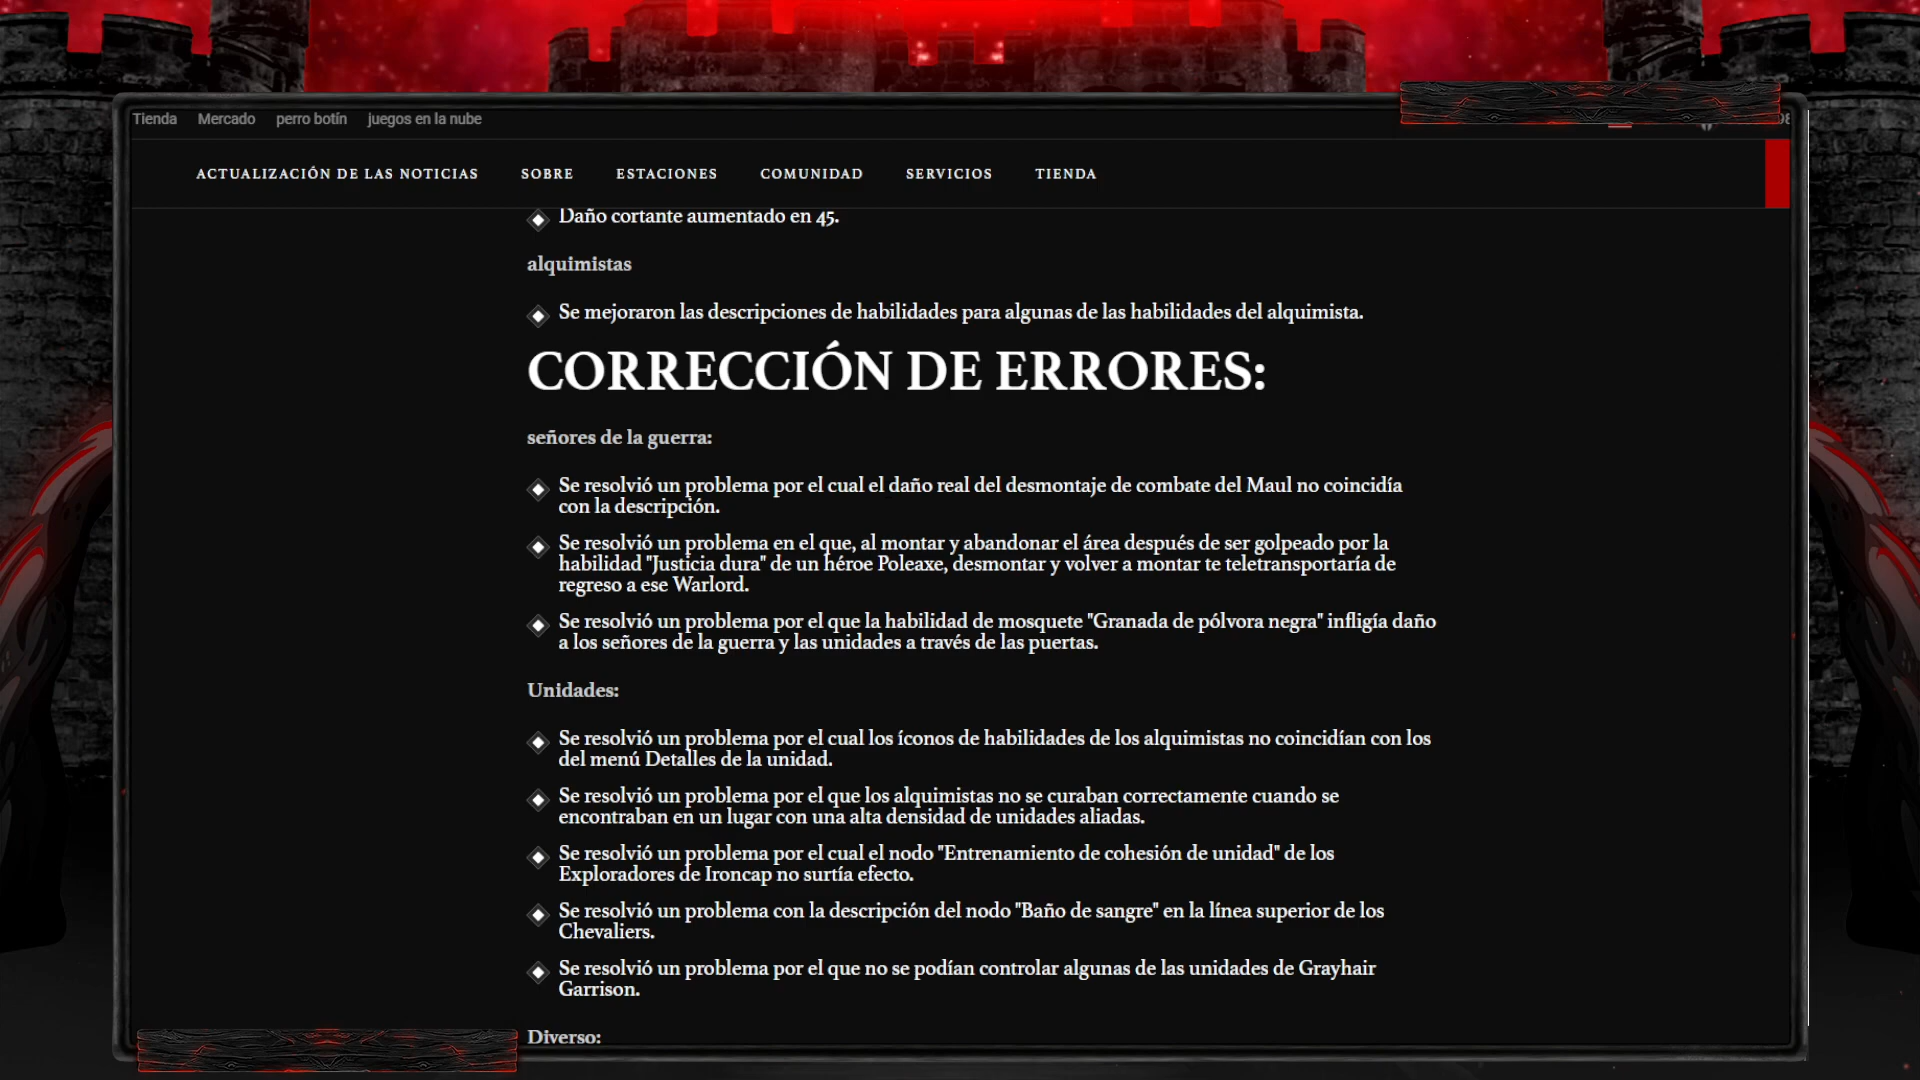 Tienda Mercado perro botín juegos en la nube
ACTUALIZACIÓN DE LAS NOTICIAS SOBRE ESTACIONES COMUNIDAD SERVICIOS TIENDA
Daño cortante aumentado en 45.
alquimistas
Se mejoraron las descripciones de habilidades para algunas de las habilidades del alquimista.
CORRECCIÓN DE ERRORES:
señores de la guerra:
Se resolvió un problema por el cual el daño real del desmontaje de combate del Maul no coincidía
con la descripción.
Se resolvió un problema en el que, al montar y abandonar el área después de ser golpeado por la
habilidad "Justicia dura" de un héroe Poleaxe, desmontar y volver a montar te teletransportaría de
regreso a ese Warlord.
Se resolvió un problema por el que la habilidad de mosquete "Granada de pólvora negra" infligía daño
a los señores de la guerra y las unidades a través de las puertas.
Unidades:
Se resolvió un problema por el cual los íconos de habilidades de los alquimistas no coincidían con los
del menú Detalles de la unidad.
Se resolvió un problema por el que los alquimistas no se curaban correctamente cuando se
encontraban en un lugar con una alta densidad de unidades aliadas.
Se resolvió un problema por el cual el nodo "Entrenamiento de cohesión de unidad" de los
Exploradores de Ironcap no surtía efecto.
Se resolvió un problema con la descripción del nodo "Baño de sangre" en la línea superior de los
Chevaliers.
Se resolvió un problema por el que no se podían controlar algunas de las unidades de Grayhair
Garrison.
Diverso: